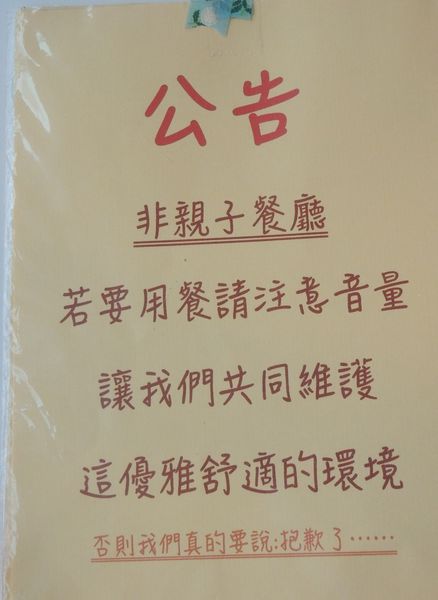 公告
非親子餐廳
若要用餐請注意音量
讓我們共同維護
這優雅舒適的環境
否則我們真的要說:抱歉了⋯⋯